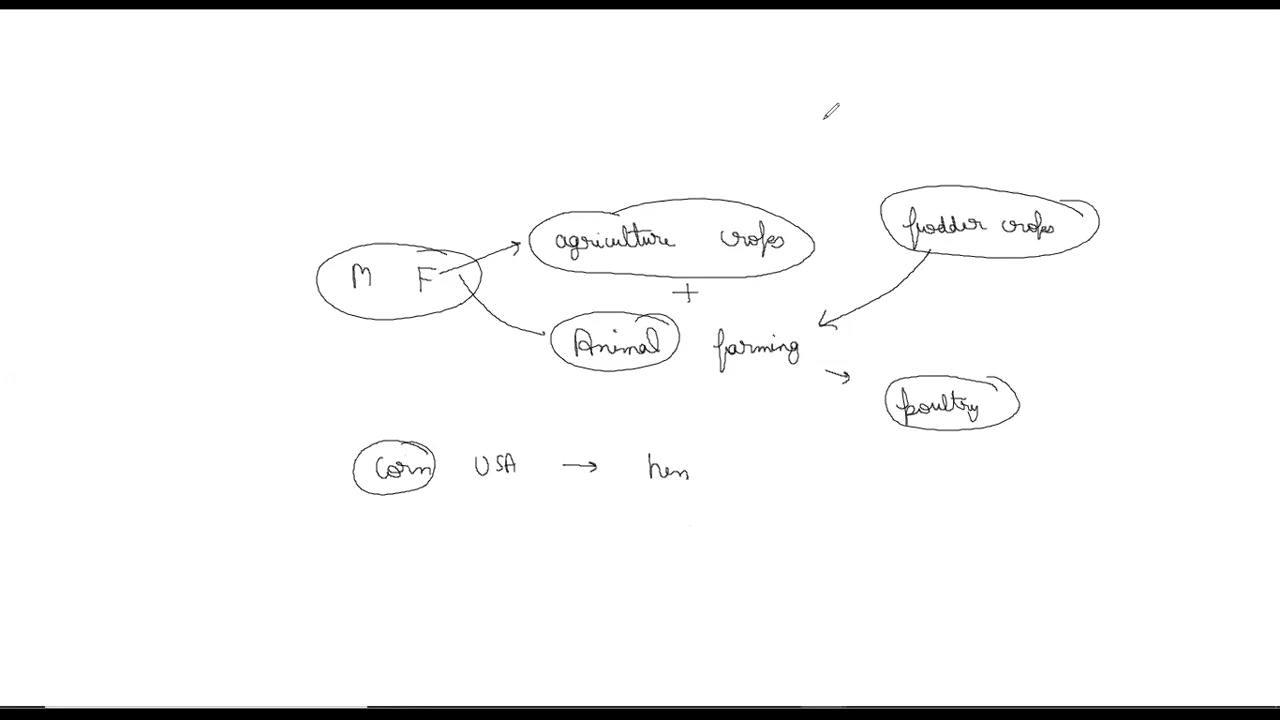 fodder crops
agriculture crops
M F
+
Animal farming
poultry
Corn USA → hen